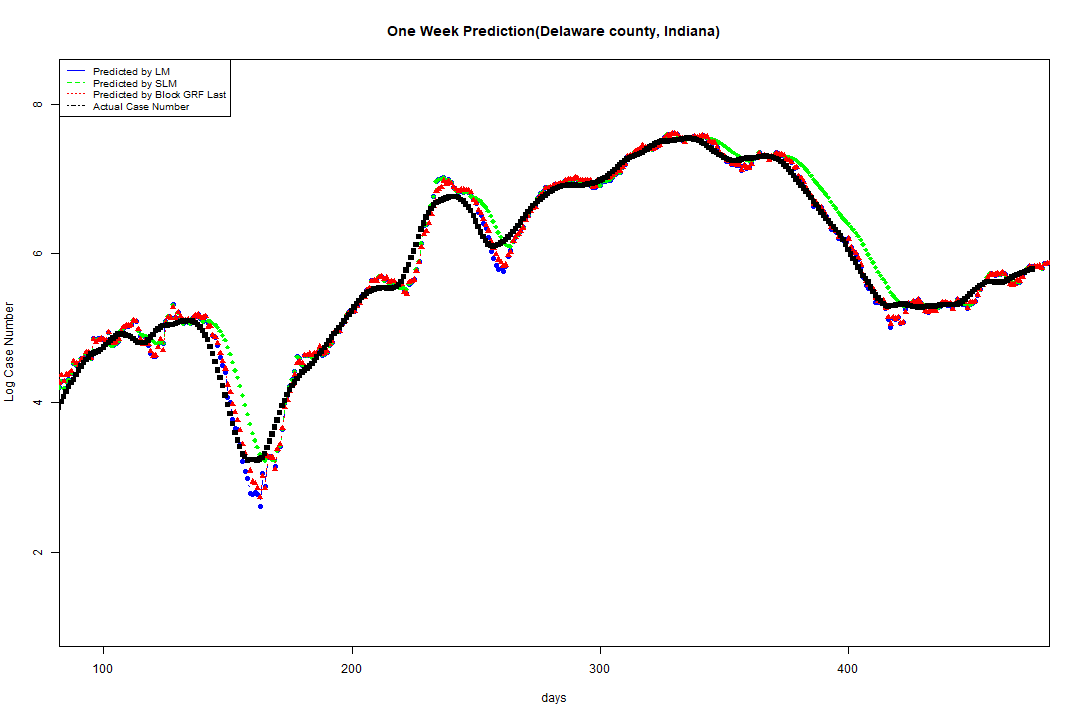 One Week Prediction(Delaware county, Indiana)
Predicted by LM
Predicted by SLM
Predicted by Block GRF Last
Actual Case Number
8
6
4
2
Log Case Number
100 200 300 400
days